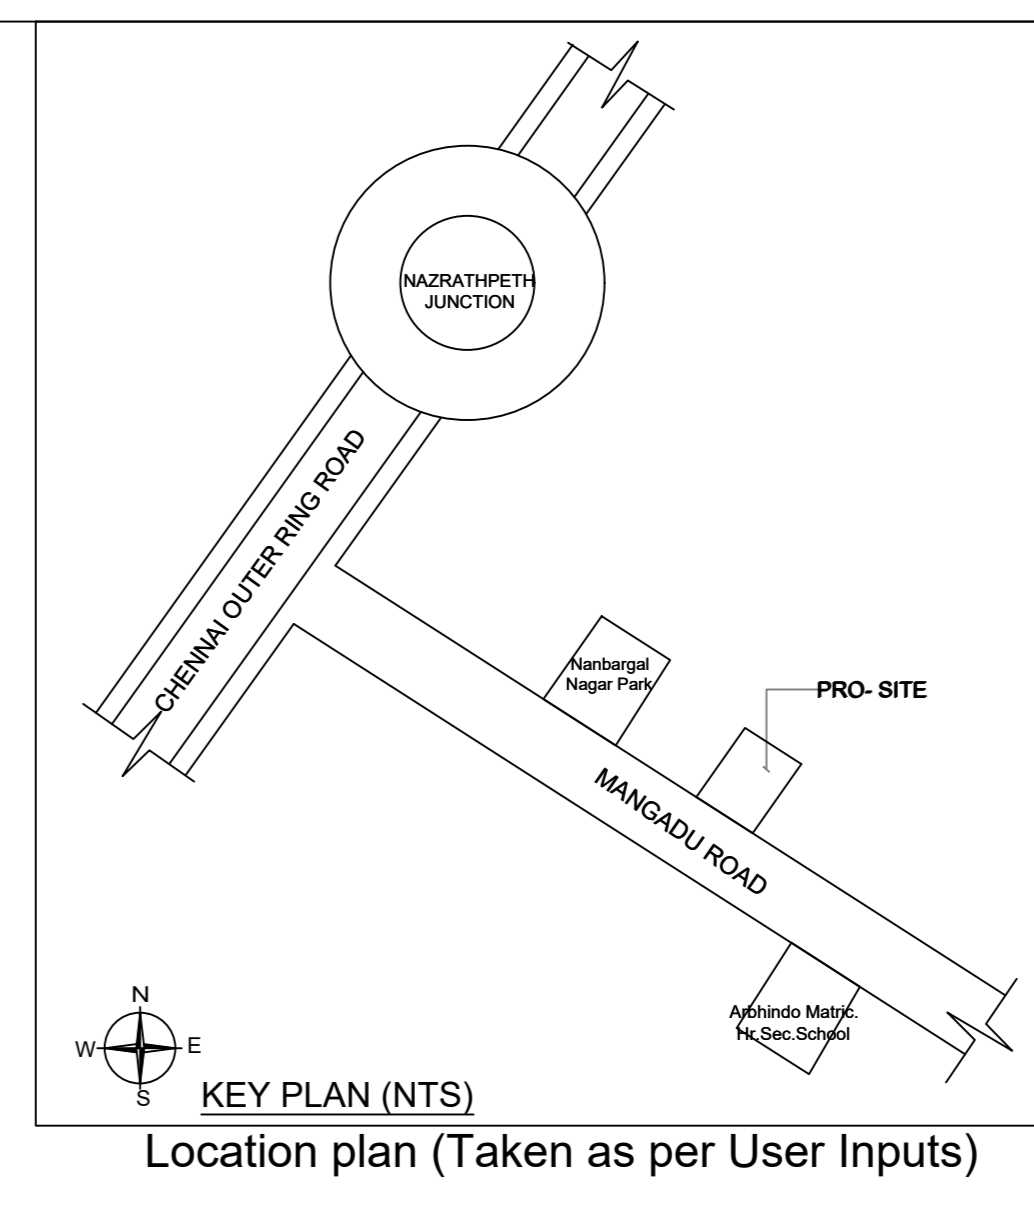 NAZRATHPETH
JUNCTION
CHENNAI OUTER RING ROAD
Nanbargal
Nagar Park
PRO- SITE
MANGADU ROAD
Arbhindo Matric.
Hr.Sec.School
N
W
E
S
KEY PLAN (NTS)
Location plan (Taken as per User Inputs)